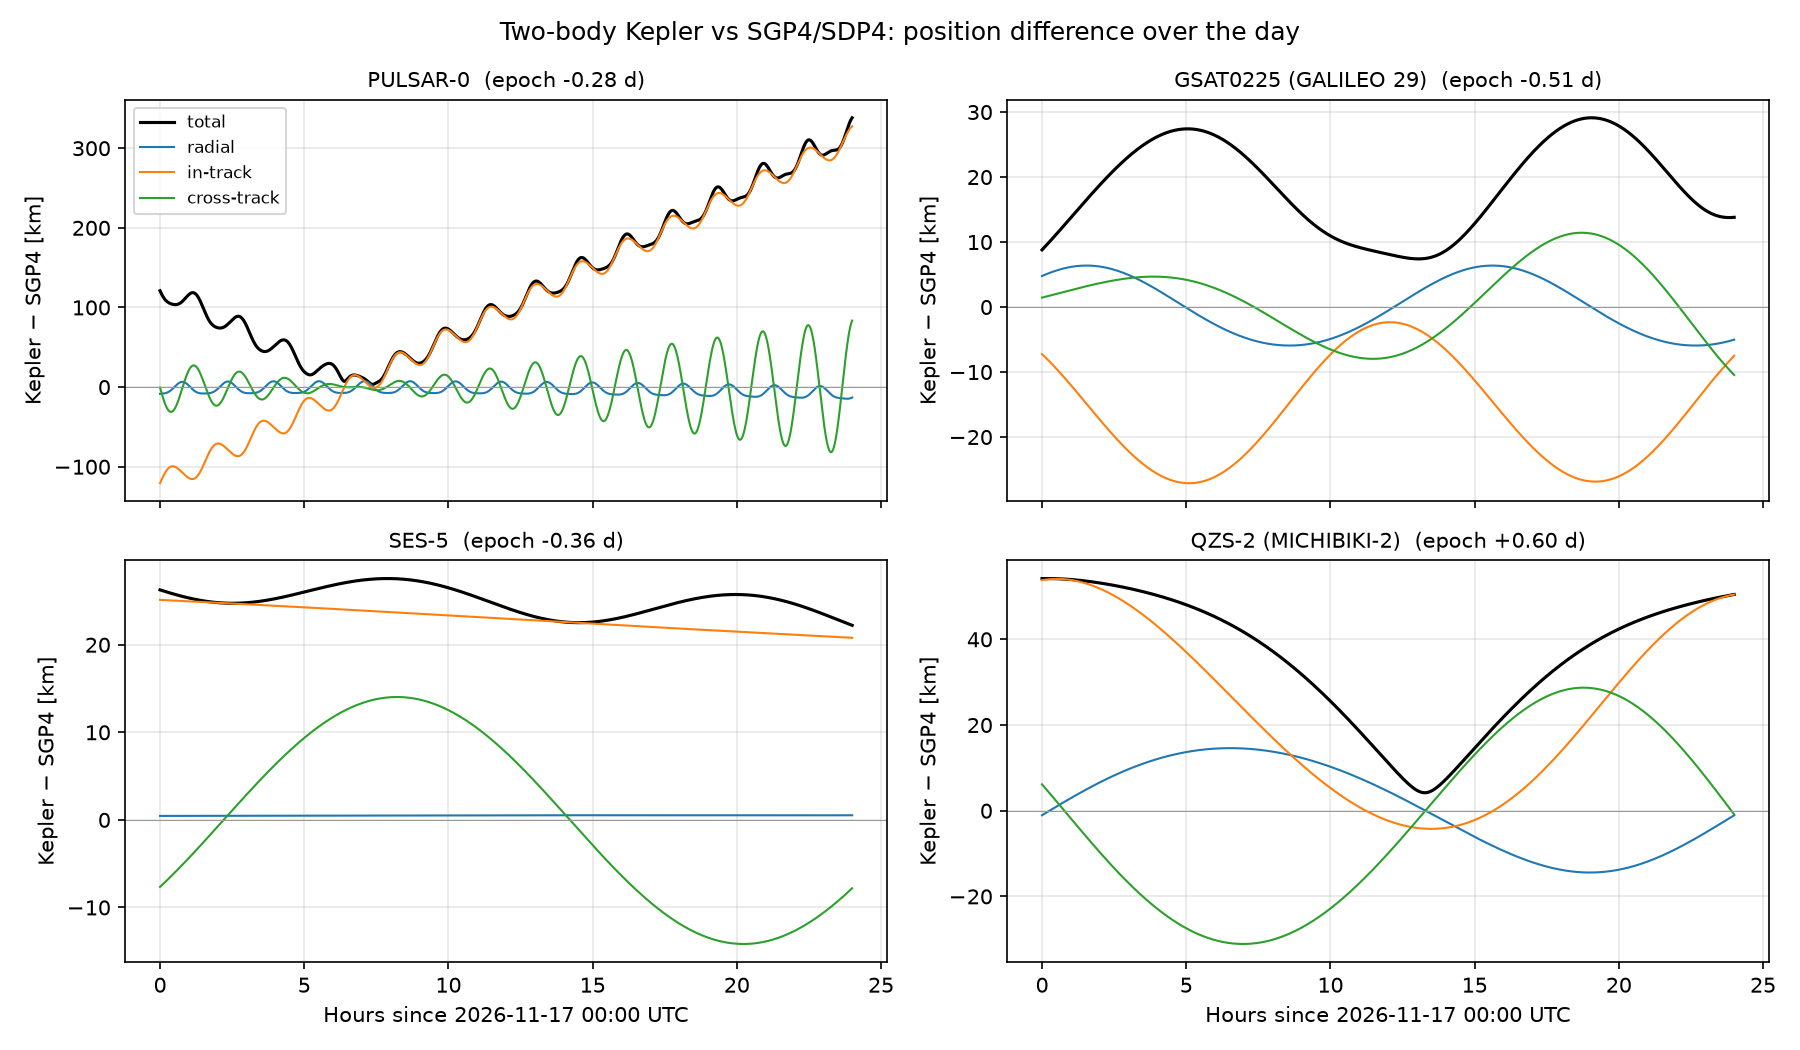 Two-body Kepler vs SGP4/SDP4: position difference over the day
PULSAR-0  (epoch -0.28 d)
Kepler − SGP4 [km]
300
200
100
0
−100
total
radial
in-track
cross-track
GSAT0225 (GALILEO 29)  (epoch -0.51 d)
Kepler − SGP4 [km]
30
20
10
0
−10
−20
SES-5  (epoch -0.36 d)
Kepler − SGP4 [km]
20
10
0
−10
0 5 10 15 20 25
Hours since 2026-11-17 00:00 UTC
QZS-2 (MICHIBIKI-2)  (epoch +0.60 d)
Kepler − SGP4 [km]
40
20
0
−20
0 5 10 15 20 25
Hours since 2026-11-17 00:00 UTC